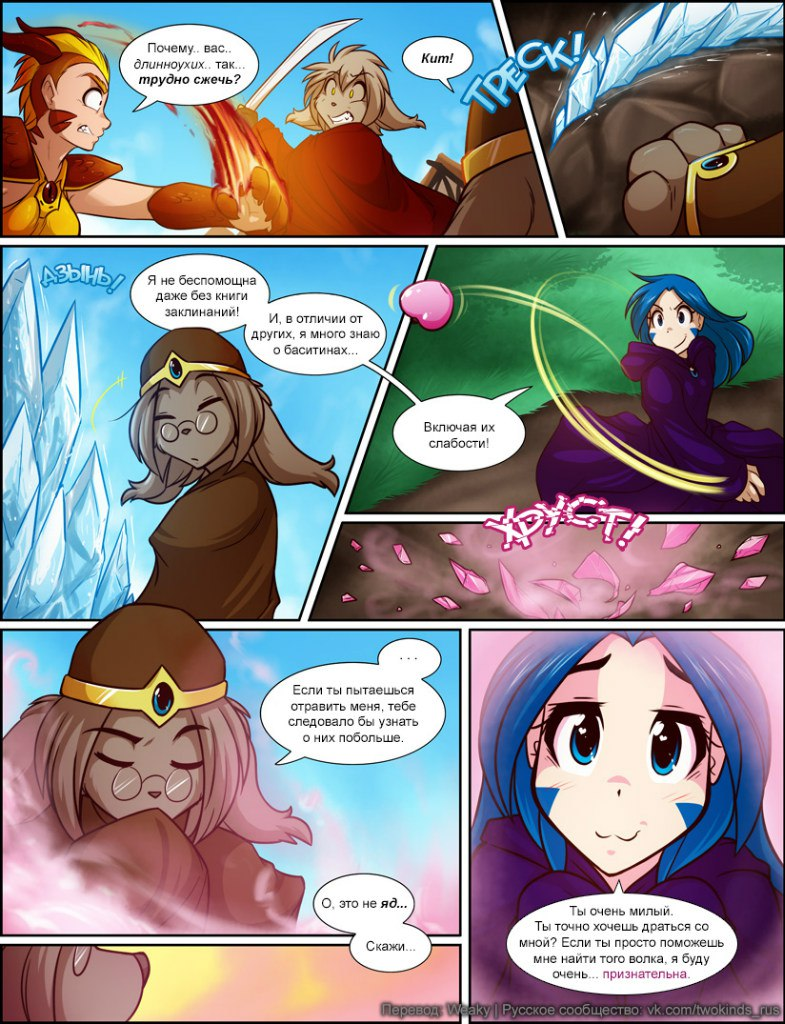 Почему.. вас..
длинноухих.. так...
трудно сжечь?
Кит!
ТРЕСК!
ДЗЫНЬ!
Я не беспомощна
даже без книги
заклинаний!
И, в отличии от
других, я много знаю
о баситинах...
Включая их
слабости!
ХРУСТ!
. . .
Если ты пытаешься
отравить меня, тебе
следовало бы узнать
о них побольше.
О, это не яд...
Скажи...
Ты очень милый.
Ты точно хочешь драться со
мной? Если ты просто поможешь
мне найти того волка, я буду
очень... признательна.
Перевод: Weaky | Русское сообщество: vk.com/twokinds_rus